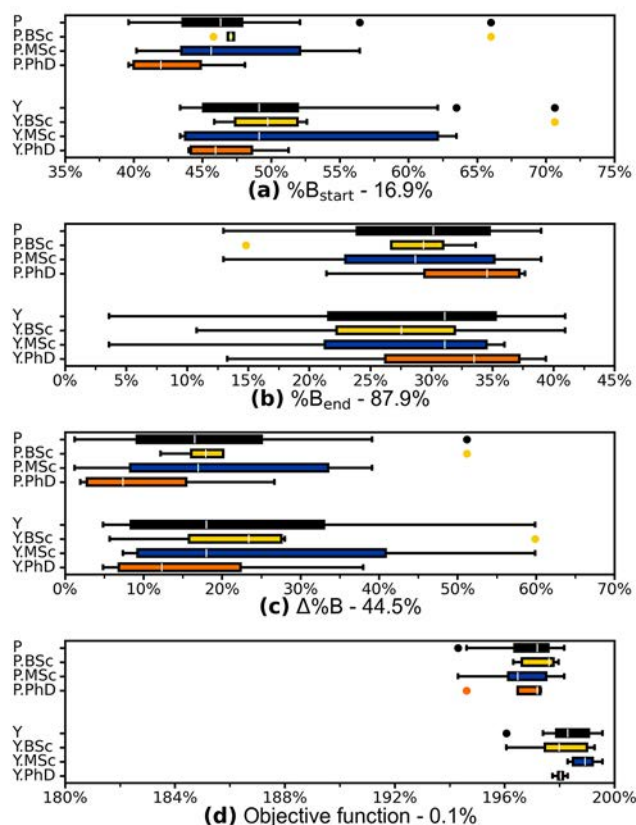 P
P.BSc
P.MSc
P.PhD
Y
Y.BSc
Y.MSc
Y.PhD
35% 40% 45% 50% 55% 60% 65% 70% 75%
(a) %Bstart - 16.9%
P
P.BSc
P.MSc
P.PhD
Y
Y.BSc
Y.MSc
Y.PhD
0% 5% 10% 15% 20% 25% 30% 35% 40% 45%
(b) %Bend - 87.9%
P
P.BSc
P.MSc
P.PhD
Y
Y.BSc
Y.MSc
Y.PhD
0% 10% 20% 30% 40% 50% 60% 70%
(c) Δ%B - 44.5%
P
P.BSc
P.MSc
P.PhD
Y
Y.BSc
Y.MSc
Y.PhD
180% 184% 188% 192% 196% 200%
(d) Objective function - 0.1%